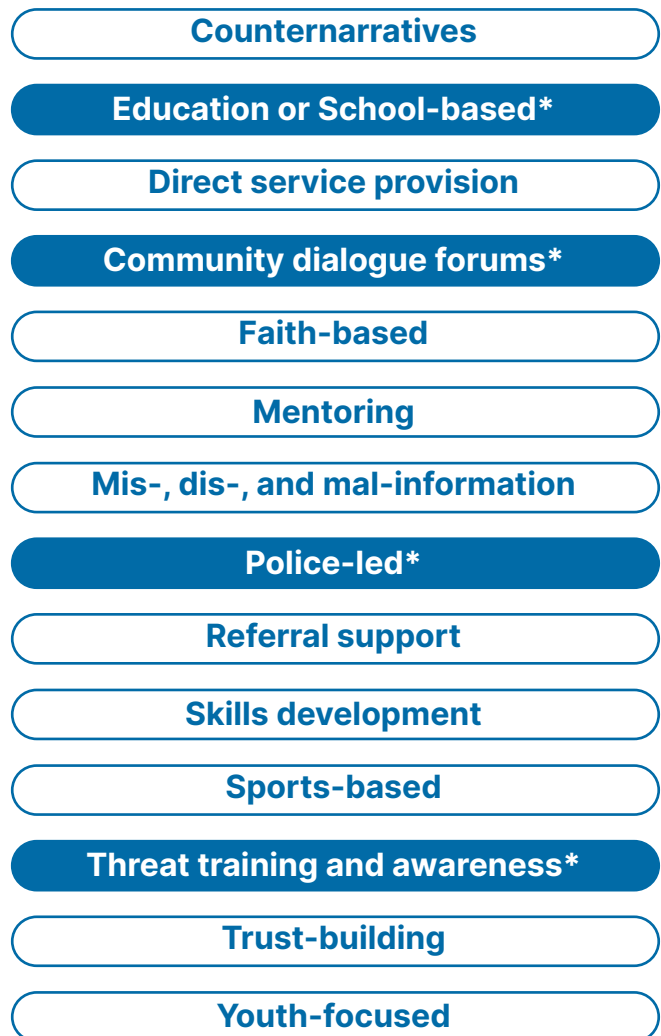 Counternarratives
Education or School-based*
Direct service provision
Community dialogue forums*
Faith-based
Mentoring
Mis-, dis-, and mal-information
Police-led*
Referral support
Skills development
Sports-based
Threat training and awareness*
Trust-building
Youth-focused